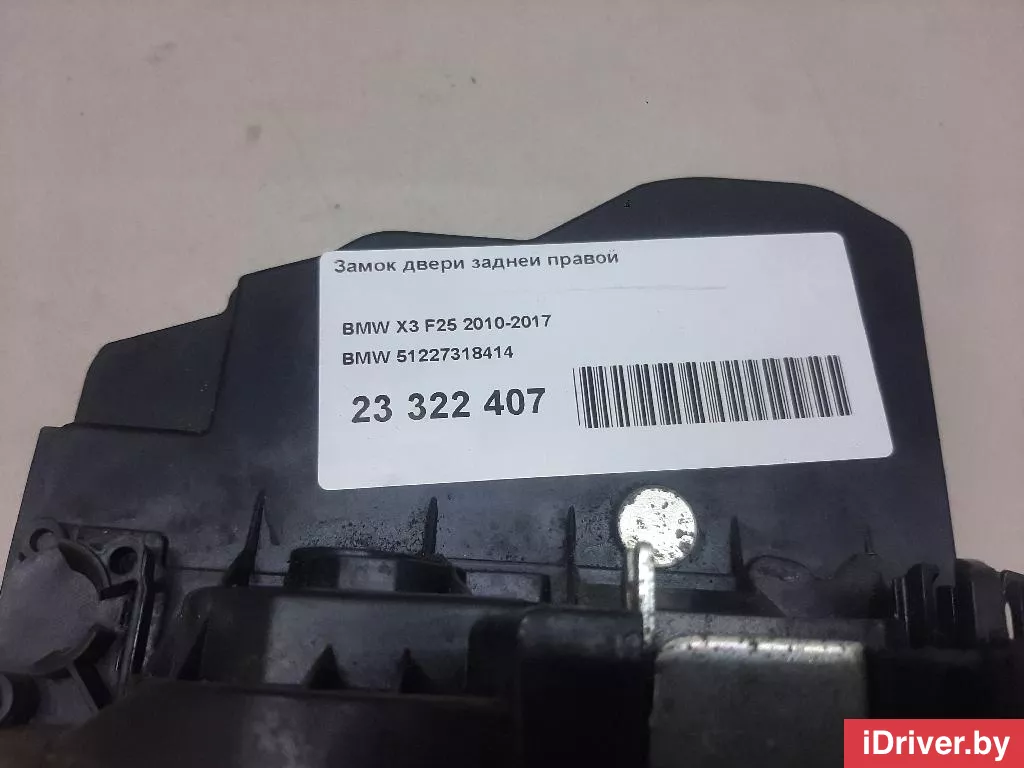 Замок двери заднеи правой
BMW X3 F25 2010-2017
BMW 51227318414
23 322 407
iDriver.by